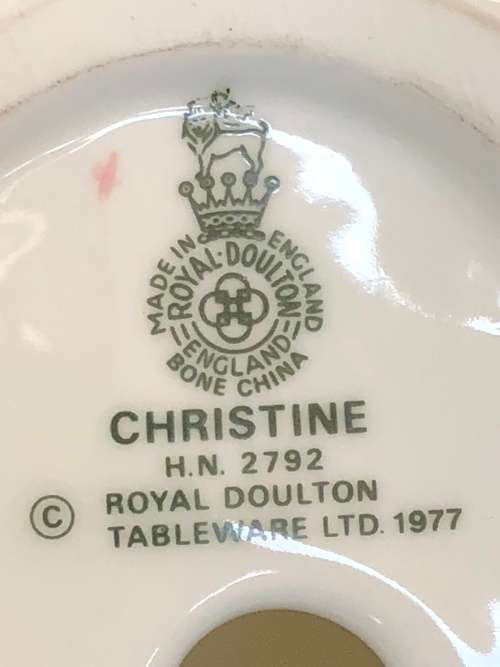 MADE IN ENGLAND
ROYAL·DOULTON
=ENGLAND=
BONE CHINA
CHRISTINE
H.N. 2792
© ROYAL DOULTON
TABLEWARE LTD. 1977